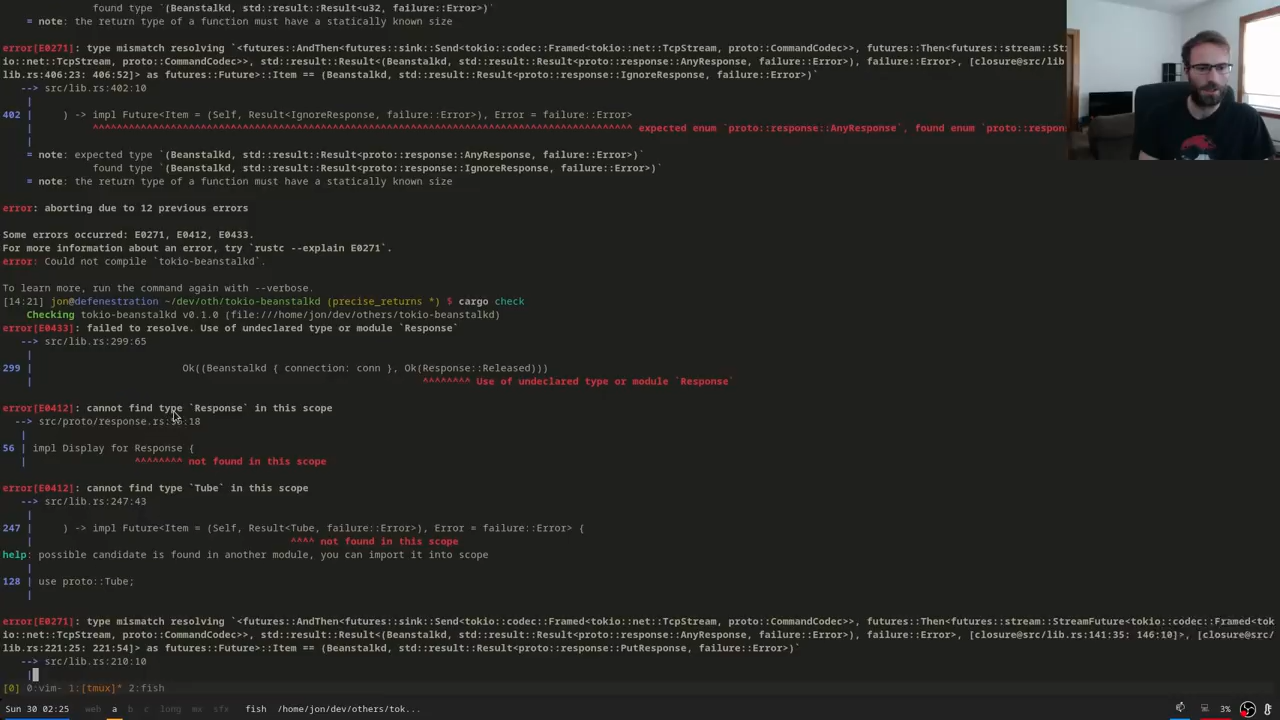 found type `(Beanstalkd, std::result::Result<u32, failure::Error>)`
= note: the return type of a function must have a statically known size
error[E0271]: type mismatch resolving `<futures::AndThen<futures::sink::Send<tokio::codec::Framed<tokio::net::TcpStream, proto::CommandCodec>>, futures::Then<futures::stream::St
io::net::TcpStream, proto::CommandCodec>>, std::result::Result<(Beanstalkd, std::result::Result<proto::response::AnyResponse, failure::Error>), failure::Error>, [closure@src/lib
lib.rs:406:23: 406:52]> as futures::Future>::Item == (Beanstalkd, std::result::Result<proto::response::IgnoreResponse, failure::Error>)`
--> src/lib.rs:402:10
|
402 | ) -> impl Future<Item = (Self, Result<IgnoreResponse, failure::Error>), Error = failure::Error>
| ^^^^^^^^^^^^^^^^^^^^^^^^^^^^^^^^^^^^^^^^^^^^^^^^^^^^^^^^^^^^^^^^^^^^^^^^^^^^^^^^^^^^^^^^^^^ expected enum `proto::response::AnyResponse`, found enum `proto::respon
|
= note: expected type `(Beanstalkd, std::result::Result<proto::response::AnyResponse, failure::Error>)`
found type `(Beanstalkd, std::result::Result<proto::response::IgnoreResponse, failure::Error>)`
= note: the return type of a function must have a statically known size
error: aborting due to 12 previous errors
Some errors occurred: E0271, E0412, E0433.
For more information about an error, try `rustc --explain E0271`.
error: Could not compile `tokio-beanstalkd`.
To learn more, run the command again with --verbose.
[14:21] jon@defenestration ~/dev/oth/tokio-beanstalkd (precise_returns *) $ cargo check
Checking tokio-beanstalkd v0.1.0 (file:///home/jon/dev/others/tokio-beanstalkd)
error[E0433]: failed to resolve. Use of undeclared type or module `Response`
--> src/lib.rs:299:65
|
299 | Ok((Beanstalkd { connection: conn }, Ok(Response::Released)))
| ^^^^^^^^ Use of undeclared type or module `Response`
error[E0412]: cannot find type `Response` in this scope
--> src/proto/response.rs:56:18
|
56 | impl Display for Response {
| ^^^^^^^^ not found in this scope
error[E0412]: cannot find type `Tube` in this scope
--> src/lib.rs:247:43
|
247 | ) -> impl Future<Item = (Self, Result<Tube, failure::Error>), Error = failure::Error> {
| ^^^^ not found in this scope
help: possible candidate is found in another module, you can import it into scope
|
128 | use proto::Tube;
|
error[E0271]: type mismatch resolving `<futures::AndThen<futures::sink::Send<tokio::codec::Framed<tokio::net::TcpStream, proto::CommandCodec>>, futures::Then<futures::stream::StreamFuture<tokio::codec::Framed<tok
io::net::TcpStream, proto::CommandCodec>>, std::result::Result<(Beanstalkd, std::result::Result<proto::response::AnyResponse, failure::Error>), failure::Error>, [closure@src/lib.rs:141:35: 146:10]>, [closure@src/
lib.rs:221:25: 221:54]> as futures::Future>::Item == (Beanstalkd, std::result::Result<proto::response::PutResponse, failure::Error>)`
--> src/lib.rs:210:10
|
[0] 0:vim- 1:[tmux]* 2:fish
Sun 30 02:25 web a b c long mw sfx fish /home/jon/dev/others/tok... 3%